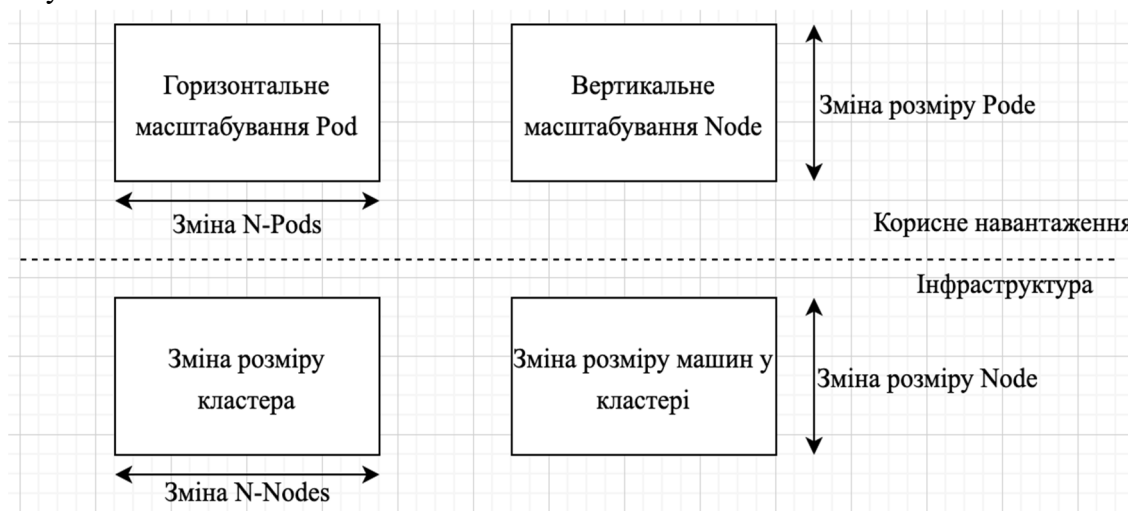 Горизонтальне
масштабування Pod
Вертикальне
масштабування Node
Зміна розміру Pode
Зміна N-Pods
Корисне навантаження
Інфраструктура
Зміна розміру
кластера
Зміна розміру машин у
кластері
Зміна розміру Node
Зміна N-Nodes